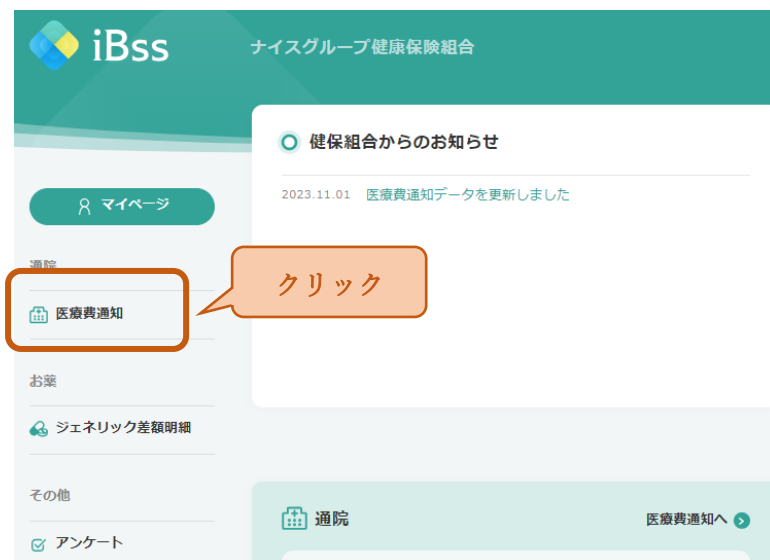 iBss
ナイスグループ健康保険組合
健保組合からのお知らせ
2023.11.01 医療費通知データを更新しました
マイページ
通院
クリック
医療費通知
お薬
ジェネリック差額明細
その他
アンケート
通院
医療費通知へ